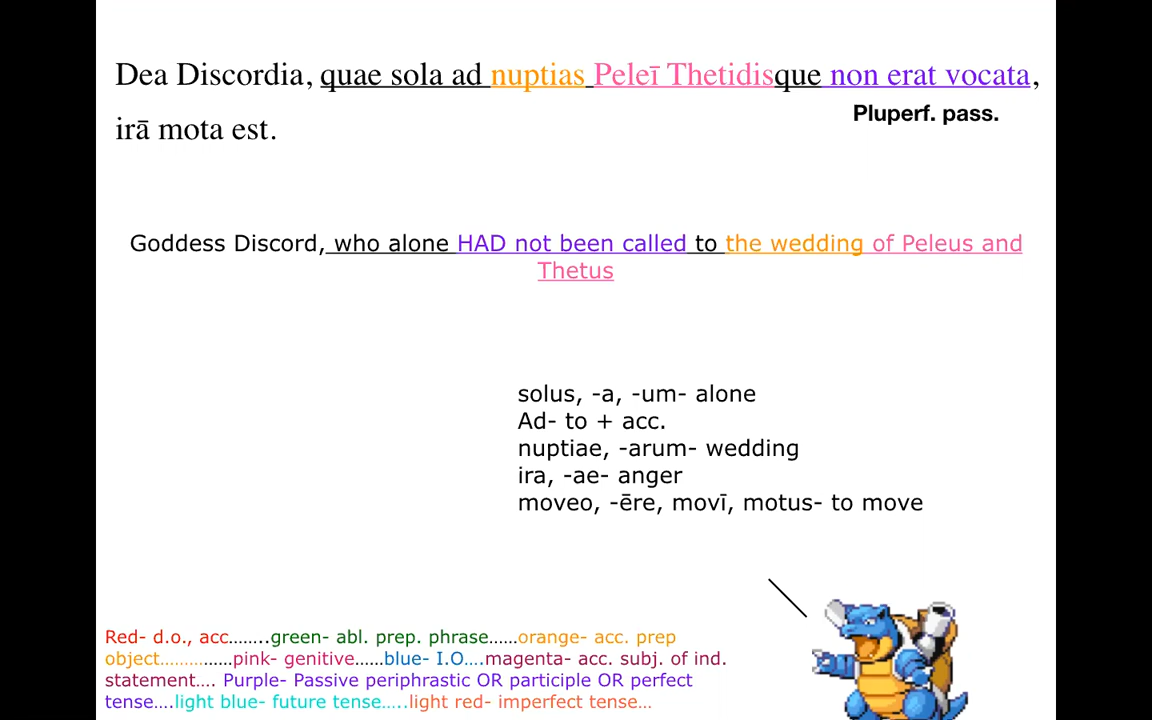 Dea Discordia, quae sola ad nuptias Peleī Thetidisque non erat vocata,
Pluperf. pass.
irā mota est.
Goddess Discord, who alone HAD not been called to the wedding of Peleus and
Thetus
solus, -a, -um- alone
Ad- to + acc.
nuptiae, -arum- wedding
ira, -ae- anger
moveo, -ēre, movī, motus- to move
Red- d.o., acc........green- abl. prep. phrase......orange- acc. prep
object................pink- genitive......blue- I.O....magenta- acc. subj. of ind.
statement.... Purple- Passive periphrastic OR participle OR perfect
tense....light blue- future tense......light red- imperfect tense...